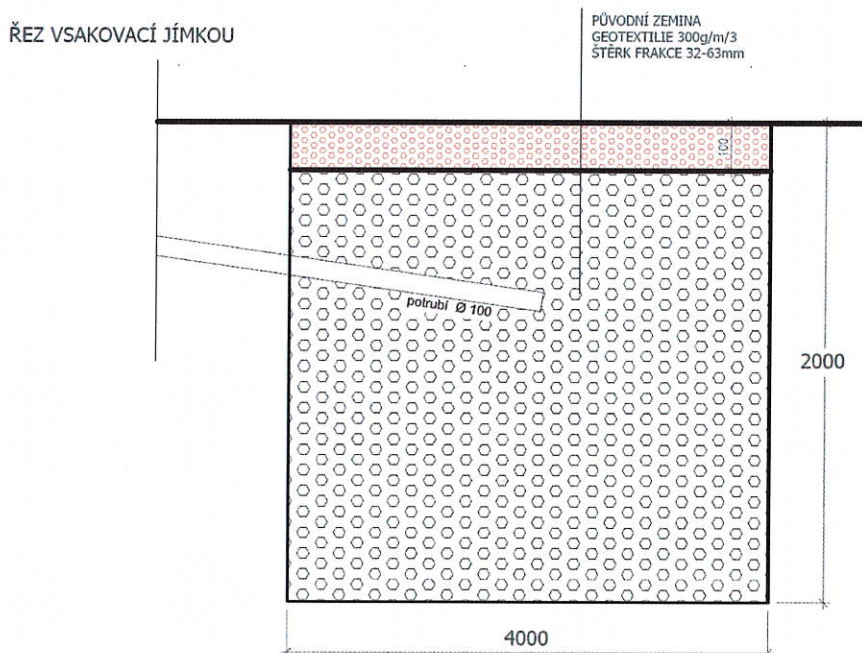 ŘEZ VSAKOVACÍ JÍMKOU
PŮVODNÍ ZEMINA
GEOTEXTILIE 300g/m/3
ŠTĚRK FRAKCE 32-63mm
100
potrubí Ø 100
2000
4000